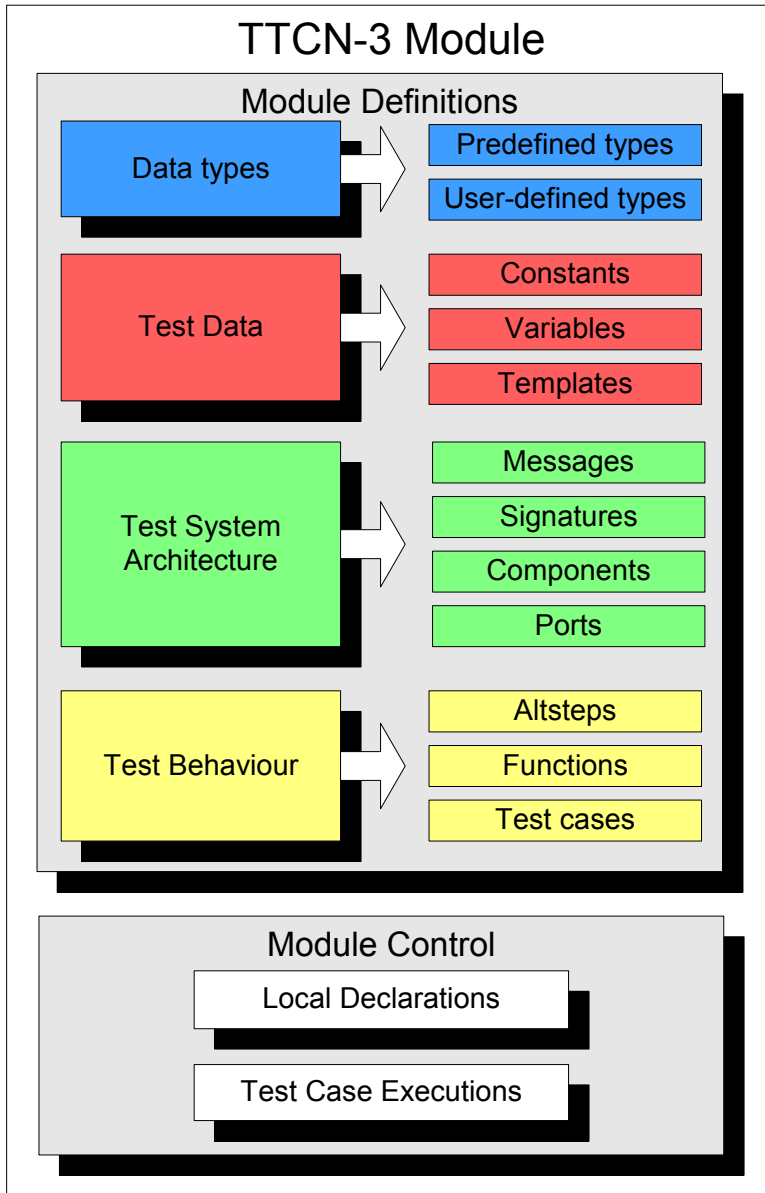 TTCN-3 Module
Module Definitions
Data types
Predefined types
User-defined types
Test Data
Constants
Variables
Templates
Test System
Architecture
Messages
Signatures
Components
Ports
Test Behaviour
Altsteps
Functions
Test cases
Module Control
Local Declarations
Test Case Executions